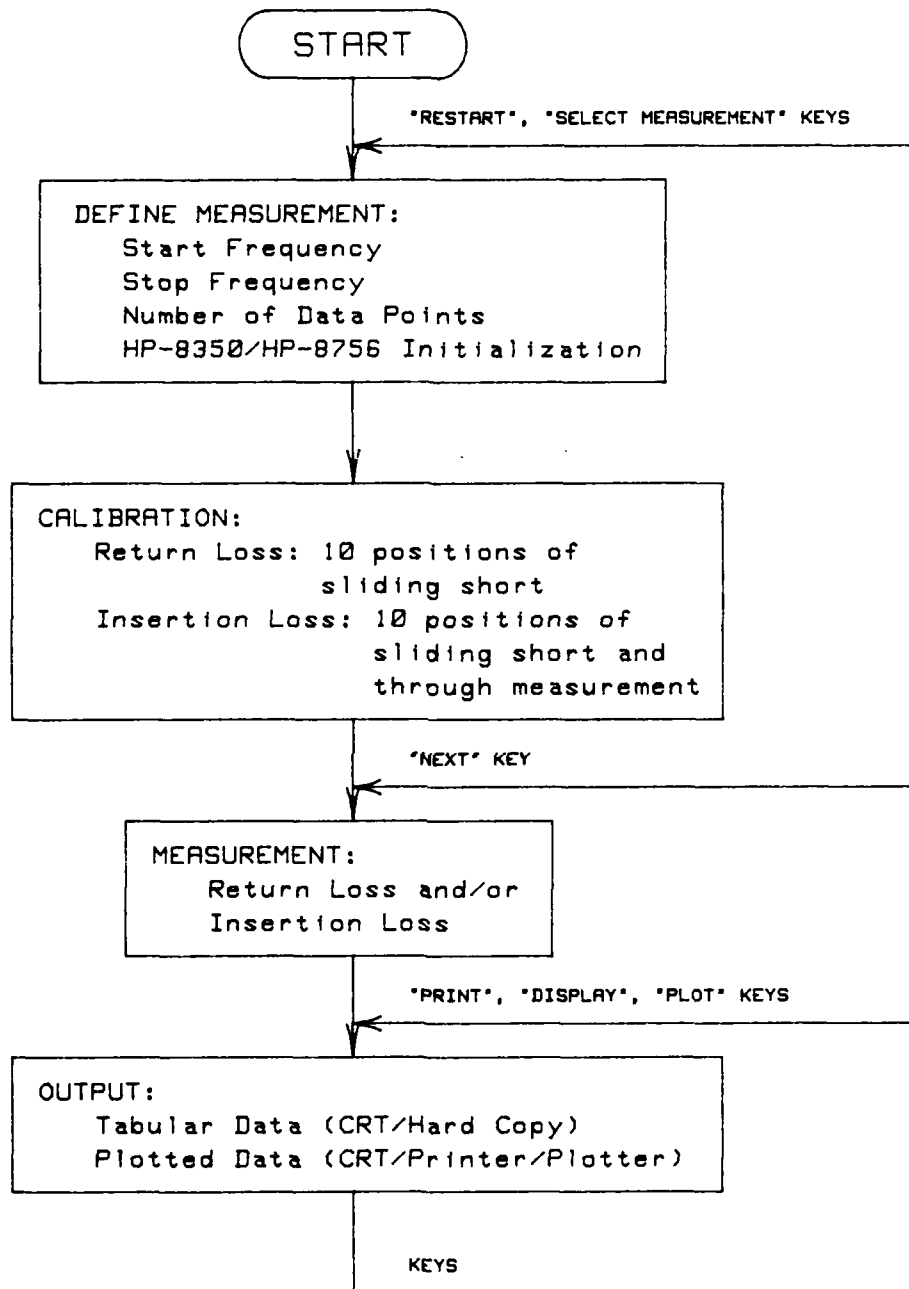 START
"RESTART", "SELECT MEASUREMENT" KEYS
DEFINE MEASUREMENT:
Start Frequency
Stop Frequency
Number of Data Points
HP-8350/HP-8756 Initialization
CALIBRATION:
Return Loss: 10 positions of
sliding short
Insertion Loss: 10 positions of
sliding short and
through measurement
"NEXT" KEY
MEASUREMENT:
Return Loss and/or
Insertion Loss
"PRINT", "DISPLAY", "PLOT" KEYS
OUTPUT:
Tabular Data (CRT/Hard Copy)
Plotted Data (CRT/Printer/Plotter)
KEYS